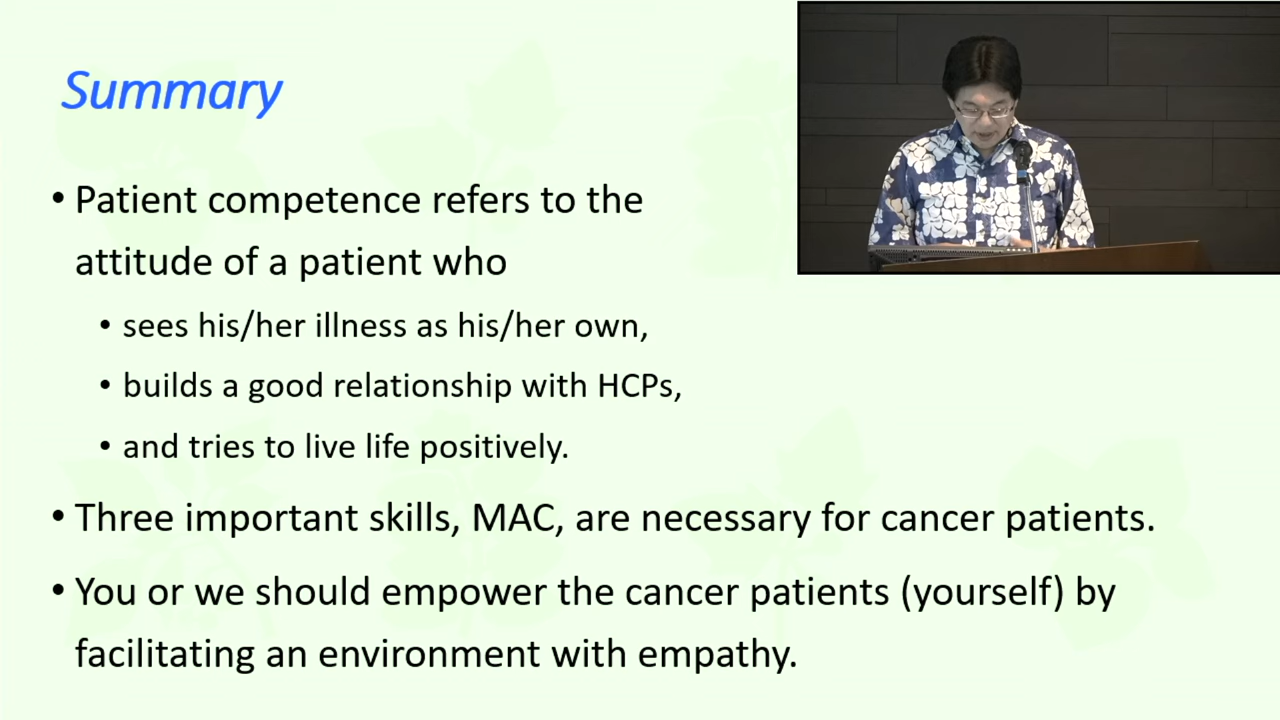 Summary
• Patient competence refers to the
attitude of a patient who
• sees his/her illness as his/her own,
• builds a good relationship with HCPs,
• and tries to live life positively.
• Three important skills, MAC, are necessary for cancer patients.
• You or we should empower the cancer patients (yourself) by
facilitating an environment with empathy.